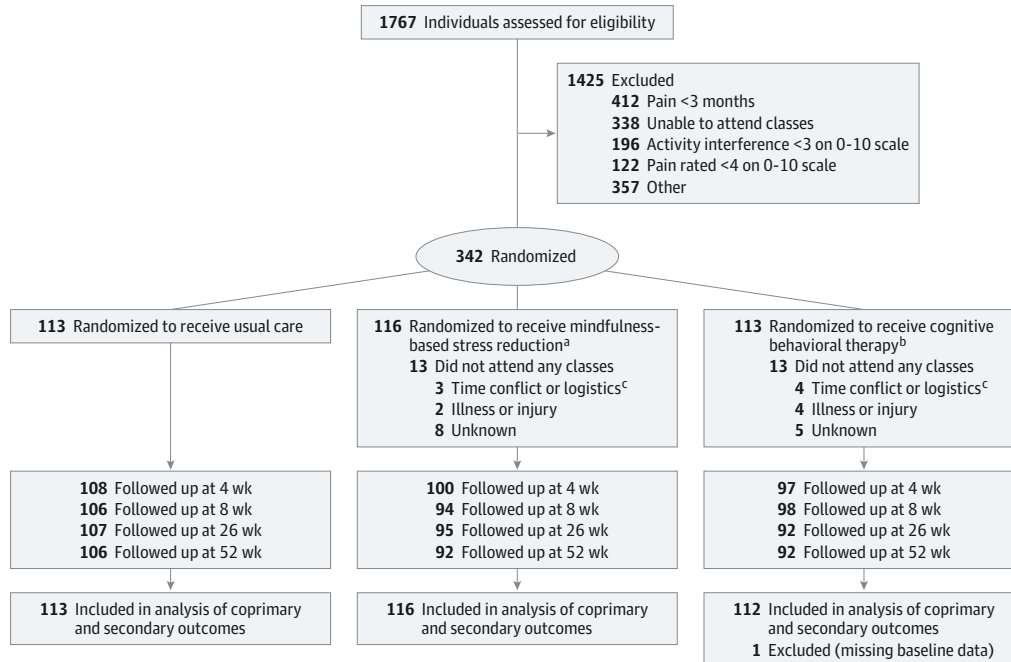 1767 Individuals assessed for eligibility
1425 Excluded
412 Pain <3 months
338 Unable to attend classes
196 Activity interference <3 on 0-10 scale
122 Pain rated <4 on 0-10 scale
357 Other
342 Randomized
113 Randomized to receive usual care
116 Randomized to receive mindfulness-
based stress reductionᵃ
13 Did not attend any classes
3 Time conflict or logisticsᶜ
2 Illness or injury
8 Unknown
113 Randomized to receive cognitive
behavioral therapyᵇ
13 Did not attend any classes
4 Time conflict or logisticsᶜ
4 Illness or injury
5 Unknown
108 Followed up at 4 wk
106 Followed up at 8 wk
107 Followed up at 26 wk
106 Followed up at 52 wk
100 Followed up at 4 wk
94 Followed up at 8 wk
95 Followed up at 26 wk
92 Followed up at 52 wk
97 Followed up at 4 wk
98 Followed up at 8 wk
92 Followed up at 26 wk
92 Followed up at 52 wk
113 Included in analysis of coprimary
and secondary outcomes
116 Included in analysis of coprimary
and secondary outcomes
112 Included in analysis of coprimary
and secondary outcomes
1 Excluded (missing baseline data)